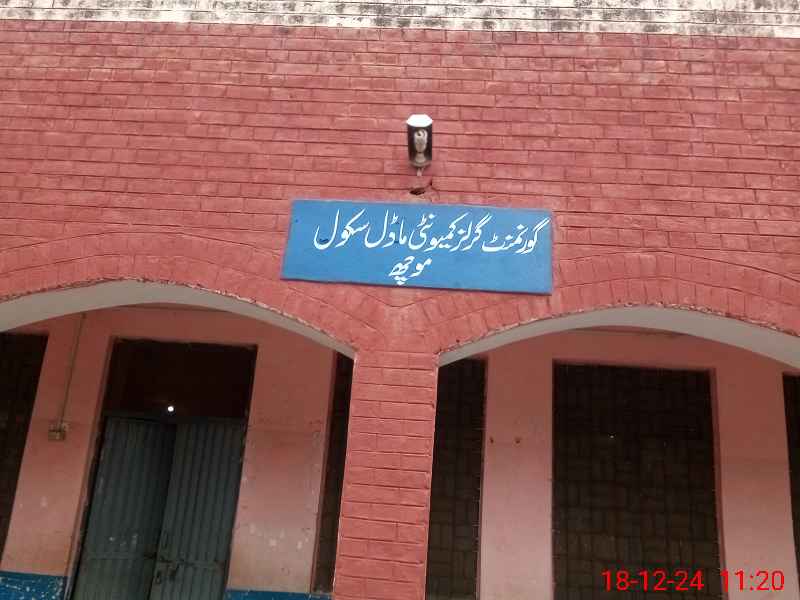 گورنمنٹ گرلز کمیونٹی ماڈل سکول
موچھ
18-12-24 11:20